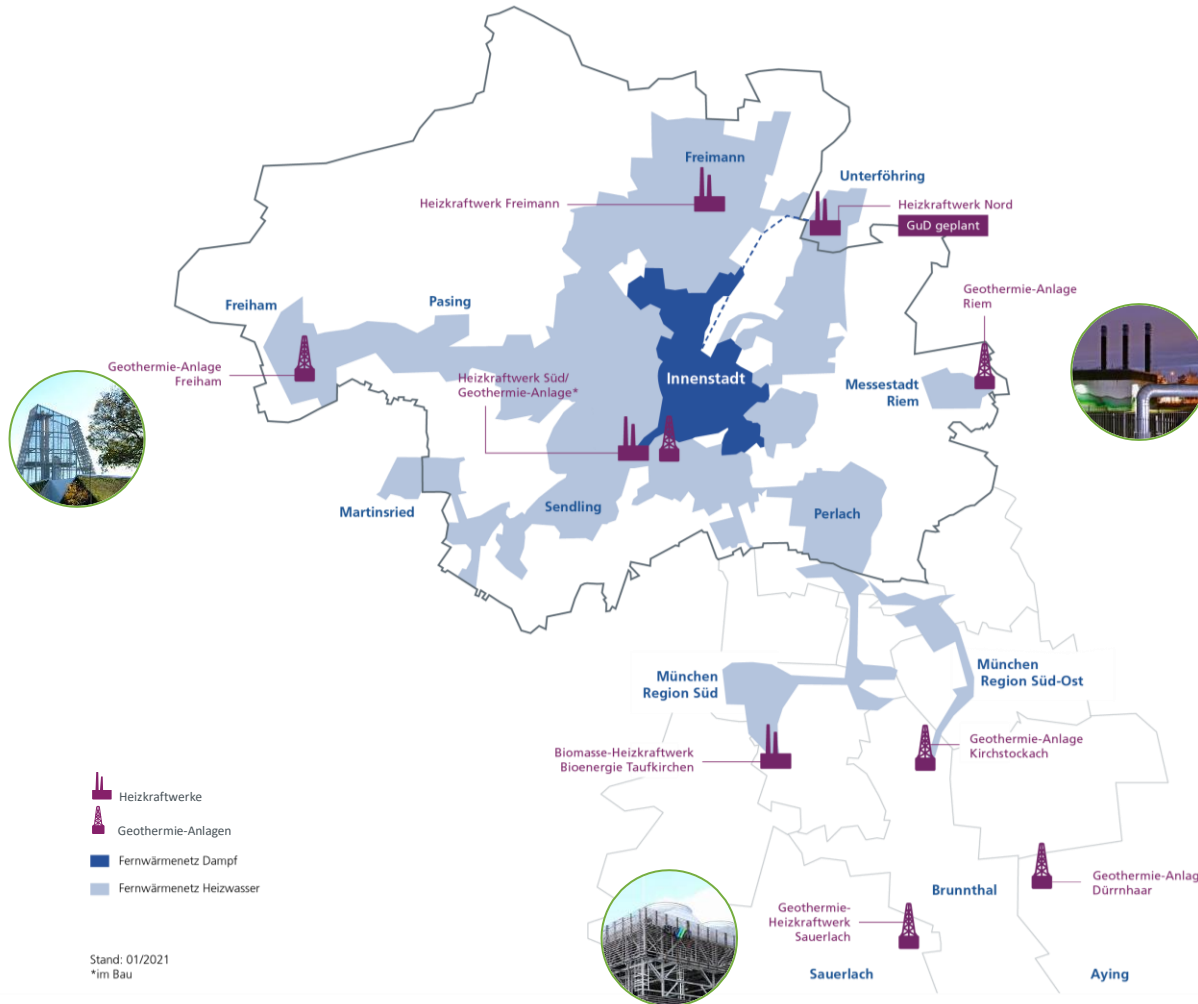 Freimann
Heizkraftwerk Freimann
Unterföhring
Heizkraftwerk Nord
GuD geplant
Geothermie-Anlage
Riem
Freiham
Pasing
Geothermie-Anlage
Freiham
Heizkraftwerk Süd/
Geothermie-Anlage*
Innenstadt
Messestadt
Riem
Martinsried
Sendling
Perlach
München
Region Süd
München
Region Süd-Ost
Biomasse-Heizkraftwerk
Bioenergie Taufkirchen
Geothermie-Anlage
Kirchstockach
Heizkraftwerke
Geothermie-Anlagen
Fernwärmenetz Dampf
Fernwärmenetz Heizwasser
Geothermie-Anlag
Dürrnhaar
Brunnthal
Geothermie-
Heizkraftwerk
Sauerlach
Sauerlach
Aying
Stand: 01/2021
*im Bau